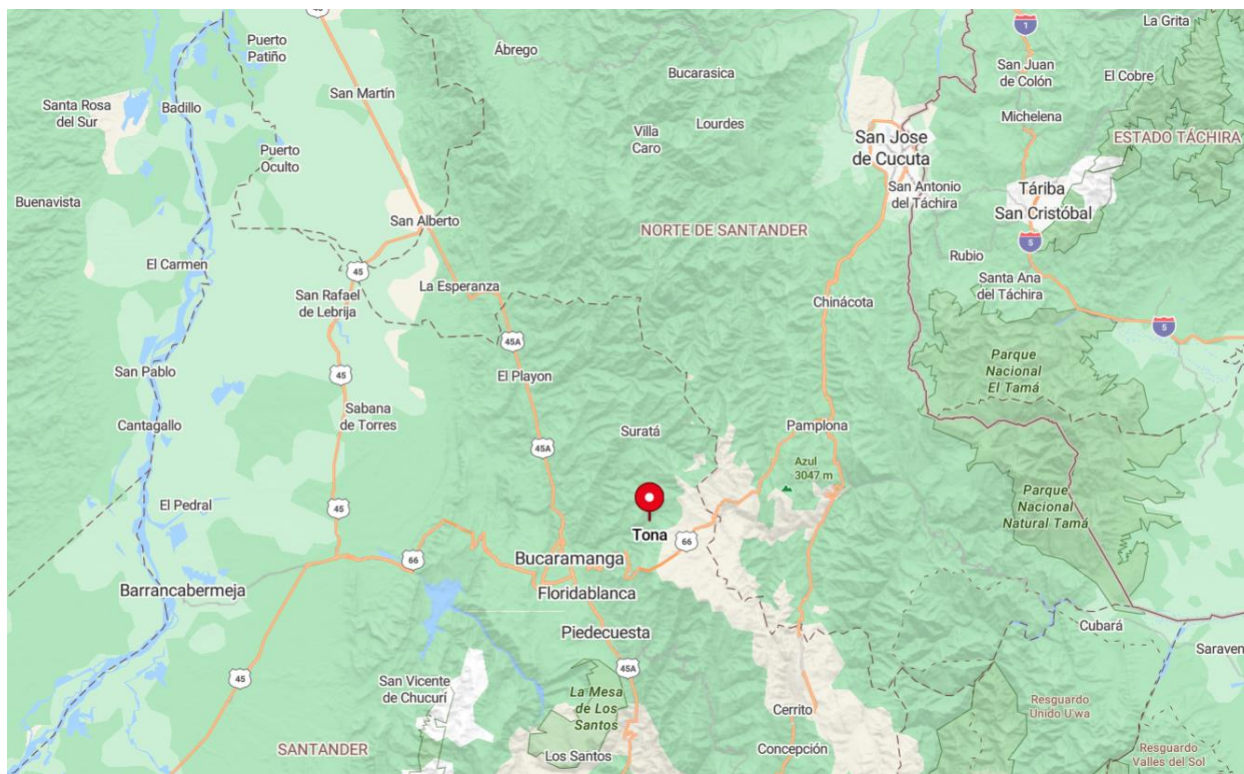 45
Puerto
Patiño
Ábrego
La Grita
1
San Juan
de Colón
Bucarasica
El Cobre
Santa Rosa
del Sur
Badillo
San Martín
Michelena
Villa
Caro
Lourdes
San Jose
de Cucuta
ESTADO TÁCHIRA
Puerto
Oculto
San Antonio
del Táchira
Táriba
San Cristóbal
Buenavista
San Alberto
NORTE DE SANTANDER
5
Rubio
El Carmen
45
Santa Ana
del Táchira
La Esperanza
San Rafael
de Lebrija
Chinácota
5
45A
Parque
Nacional
El Tamá
San Pablo
45
El Playon
Sabana
de Torres
Cantagallo
Suratá
Pamplona
45A
Azul
3047 m
El Pedral
45
Parque
Nacional
Natural Tamá
Tona
66
66
Bucaramanga
Barrancabermeja
Floridablanca
Piedecuesta
Cubará
Saraven
45
45A
San Vicente
de Chucurí
La Mesa
de Los
Santos
Cerrito
Resguardo
Unido U'wa
SANTANDER
Los Santos
Concepción
Resguardo
Valles del Sol